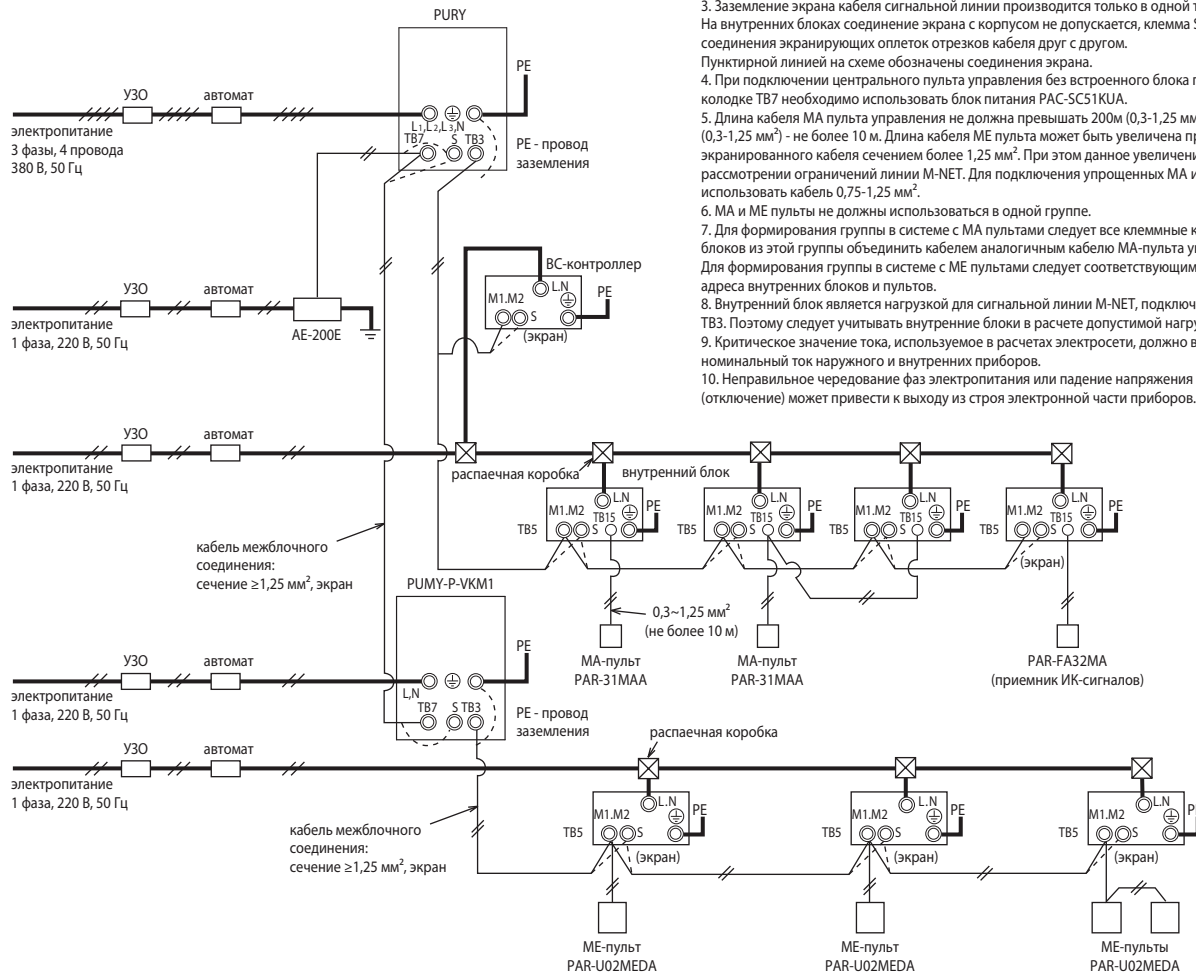 3. Заземление экрана кабеля сигнальной линии производится только в одной
На внутренних блоках соединение экрана с корпусом не допускается, клемма S
соединения экранирующих оплеток отрезков кабеля друг с другом.
Пунктирной линией на схеме обозначены соединения экрана.
4. При подключении центрального пульта управления без встроенного блока
колодке TB7 необходимо использовать блок питания PAC-SC51KUA.
5. Длина кабеля МА пульта управления не должна превышать 200м (0,3-1,25
(0,3-1,25 мм²) - не более 10 м. Длина кабеля МЕ пульта может быть увеличена
экранированного кабеля сечением более 1,25 мм². При этом данное
рассмотрении ограничений линии M-NET. Для подключения упрощенных МА и
использовать кабель 0,75-1,25 мм².
6. МА и МЕ пульты не должны использоваться в одной группе.
7. Для формирования группы в системе с МА пультами следует все клеммные
блоков из этой группы объединить кабелем аналогичным кабелю МА-пульта
Для формирования группы в системе с МЕ пультами следует
адреса внутренних блоков и пультов.
8. Внутренний блок является нагрузкой для сигнальной линии M-NET,
TB3. Поэтому следует учитывать внутренние блоки в расчете допустимой
9. Критическое значение тока, используемое в расчетах электросети, должно
номинальный ток наружного и внутренних приборов.
10. Неправильное чередование фаз электропитания или падение напряжения
(отключение) может привести к выходу из строя электронной части приборов.
PURY
PE
УЗО
автомат
L1,L2,L3,N
TB7 S TB3
электропитание
3 фазы, 4 провода
380 В, 50 Гц
PE - провод
заземления
BC-контроллер
L.N
PE
M1.M2
S
(экран)
УЗО
автомат
AE-200E
электропитание
1 фаза, 220 В, 50 Гц
УЗО
автомат
электропитание
1 фаза, 220 В, 50 Гц
распаечная коробка
внутренний блок
L.N
PE
M1.M2
TB15
TB5
S
L.N
PE
M1.M2
TB15
TB5
S
L.N
PE
M1.M2
TB15
TB5
S
L.N
PE
M1.M2
TB15
TB5
S
(экран)
кабель межблочного
соединения:
сечение ≥1,25 мм², экран
PUMY-P-VKM1
0,3~1,25 мм²
(не более 10 м)
МА-пульт
PAR-31MAA
МА-пульт
PAR-31MAA
PAR-FA32MA
(приемник ИК-сигналов)
УЗО
автомат
PE
L,N
TB7 S TB3
электропитание
1 фаза, 220 В, 50 Гц
PE - провод
заземления
УЗО
автомат
распаечная коробка
электропитание
1 фаза, 220 В, 50 Гц
L.N
PE
M1.M2
TB5
S
(экран)
L.N
PE
M1.M2
TB5
S
(экран)
L.N
M1.M2
TB5
S
(экран)
кабель межблочного
соединения:
сечение ≥1,25 мм², экран
МЕ-пульт
PAR-U02MEDA
МЕ-пульт
PAR-U02MEDA
МЕ-пульты
PAR-U02MEDA